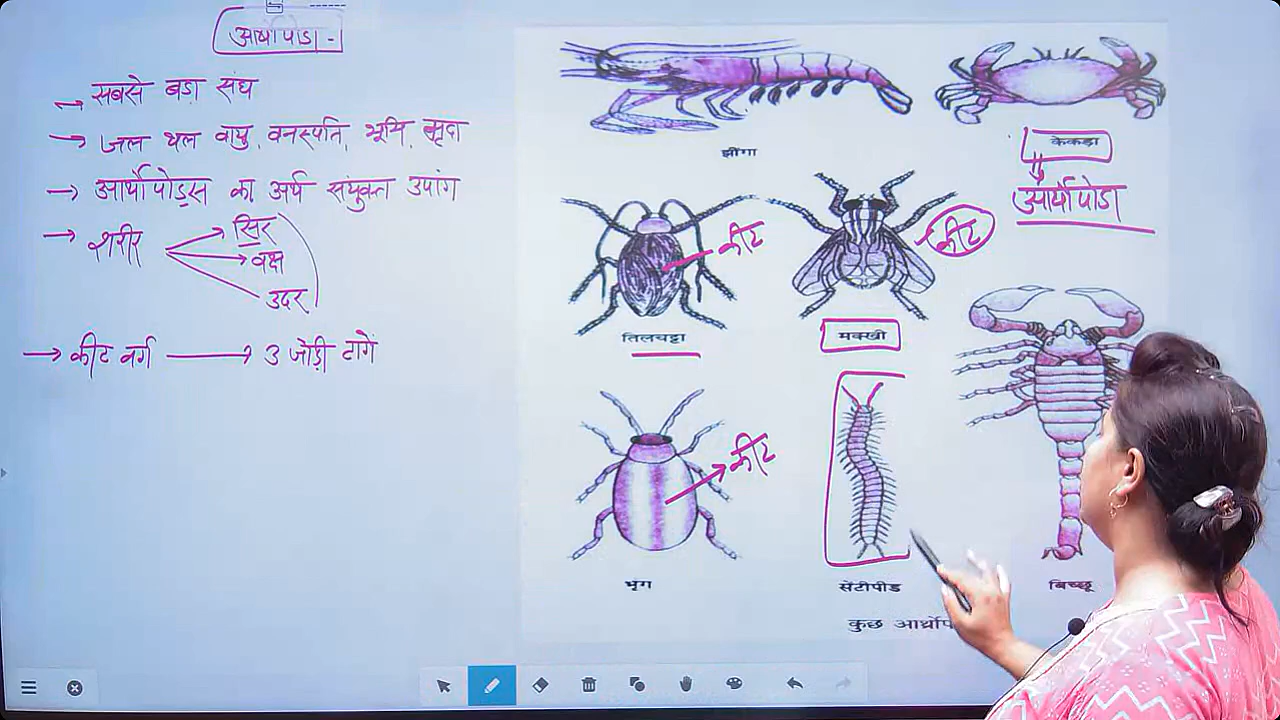 आर्थोपोडा -
→ सबसे बड़ा संघ
→ जल थल वायु, वनस्पति, भूमि, मृदा
→ आर्थोपोड्स का अर्थ संयुक्त उपांग
→ शरीर
सिर
वक्ष
उदर
→ कीट वर्ग → 3 जोड़ी टांगें
झींगा
केकड़ा
आर्थोपोडा
कीट
कीट
तिलचट्टा
मक्खी
कीट
भृंग
सेंटीपीड
बिच्छू
कुछ